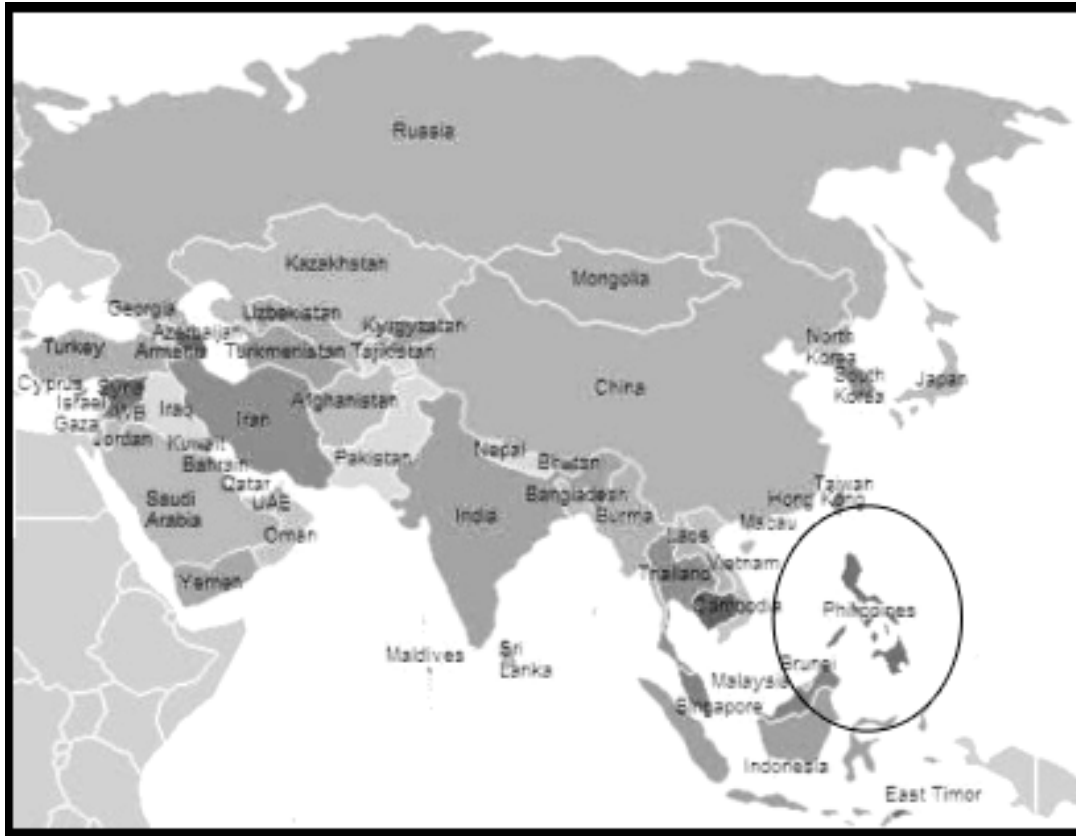 Russia
Kazakhstan
Mongolia
Georgia
Uzbekistan
Kyrgyzstan
Azerbaijan
North
Korea
Turkey
Armenia
Turkmenistan
Tajikistan
South
Korea
Japan
Cyprus
Syria
China
Israel
WB
Iraq
Iran
Afghanistan
Gaza
Jordan
Kuwait
Pakistan
Nepal
Bhutan
Bahrain
Qatar
Taiwan
Saudi
Arabia
UAE
India
Bangladesh
Hong Kong
Burma
Macau
Oman
Laos
Vietnam
Yemen
Thailand
Cambodia
Philippines
Maldives
Sri
Lanka
Brunei
Malaysia
Singapore
Indonesia
East Timor